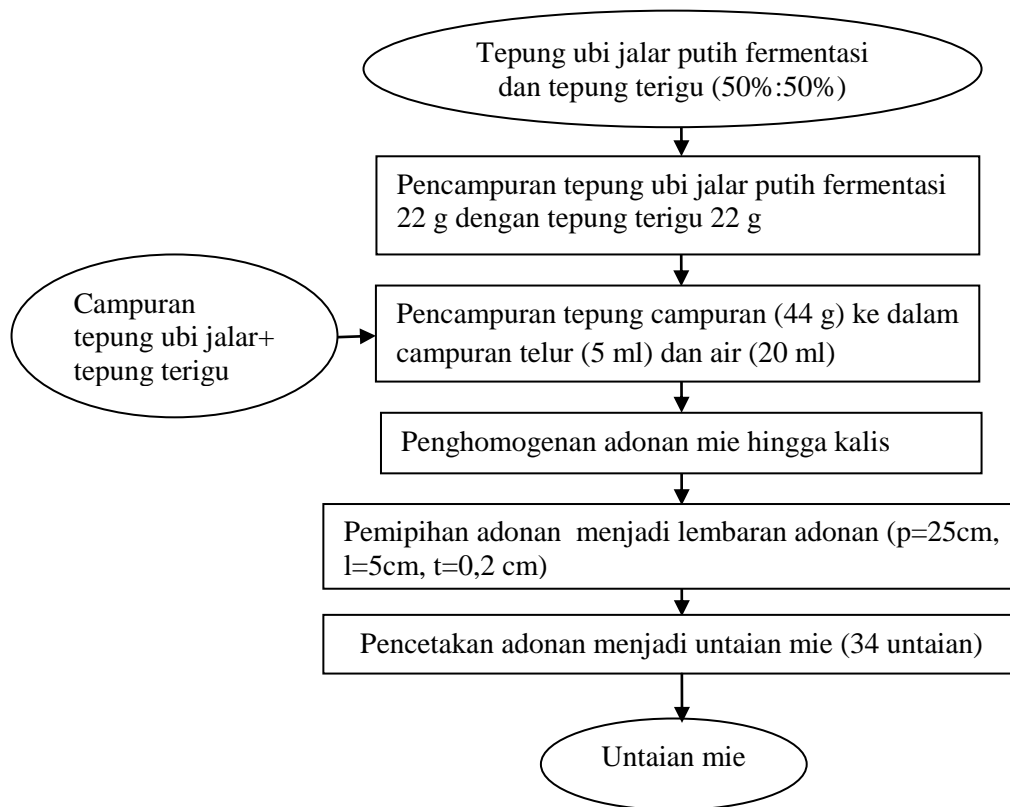 Tepung ubi jalar putih fermentasi
dan tepung terigu (50%:50%)
Pencampuran tepung ubi jalar putih fermentasi
22 g dengan tepung terigu 22 g
Campuran
tepung ubi jalar+
tepung terigu
Pencampuran tepung campuran (44 g) ke dalam
campuran telur (5 ml) dan air (20 ml)
Penghomogenan adonan mie hingga kalis
Pemipihan adonan menjadi lembaran adonan (p=25cm,
l=5cm, t=0,2 cm)
Pencetakan adonan menjadi untaian mie (34 untaian)
Untaian mie